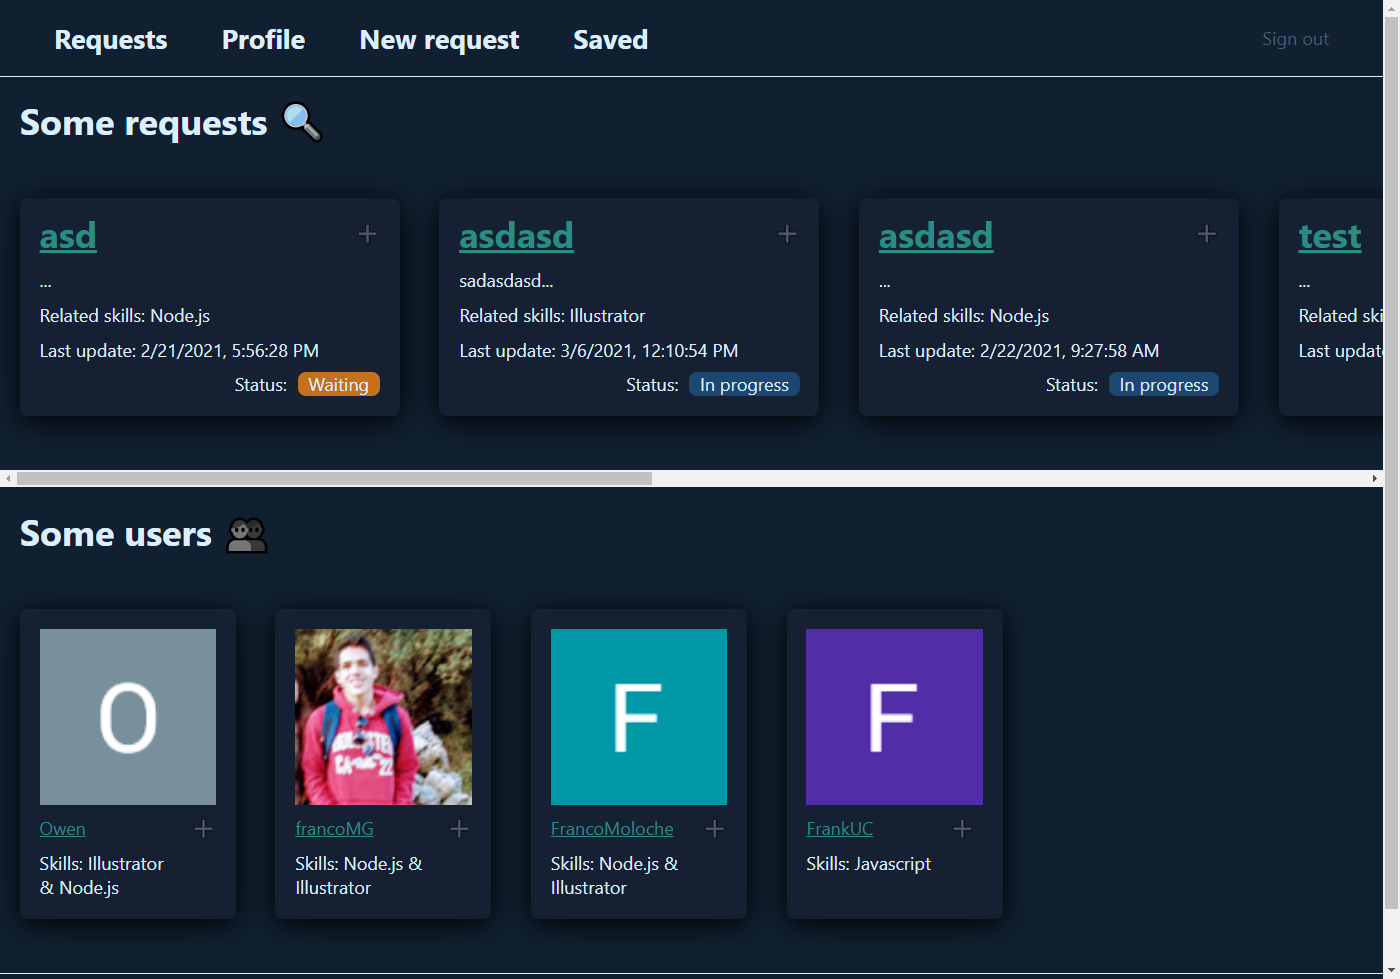 Requests Profile New request Saved Sign out
Some requests
asd
...
Related skills: Node.js
Last update: 2/21/2021, 5:56:28 PM
Status: Waiting
asdasd
sadasdasd...
Related skills: Illustrator
Last update: 3/6/2021, 12:10:54 PM
Status: In progress
asdasd
...
Related skills: Node.js
Last update: 2/22/2021, 9:27:58 AM
Status: In progress
test
...
Related
Last
Some users
O
Owen
Skills: Illustrator
& Node.js
francoMG
Skills: Node.js &
Illustrator
F
FrancoMoloche
Skills: Node.js &
Illustrator
F
FrankUC
Skills: Javascript